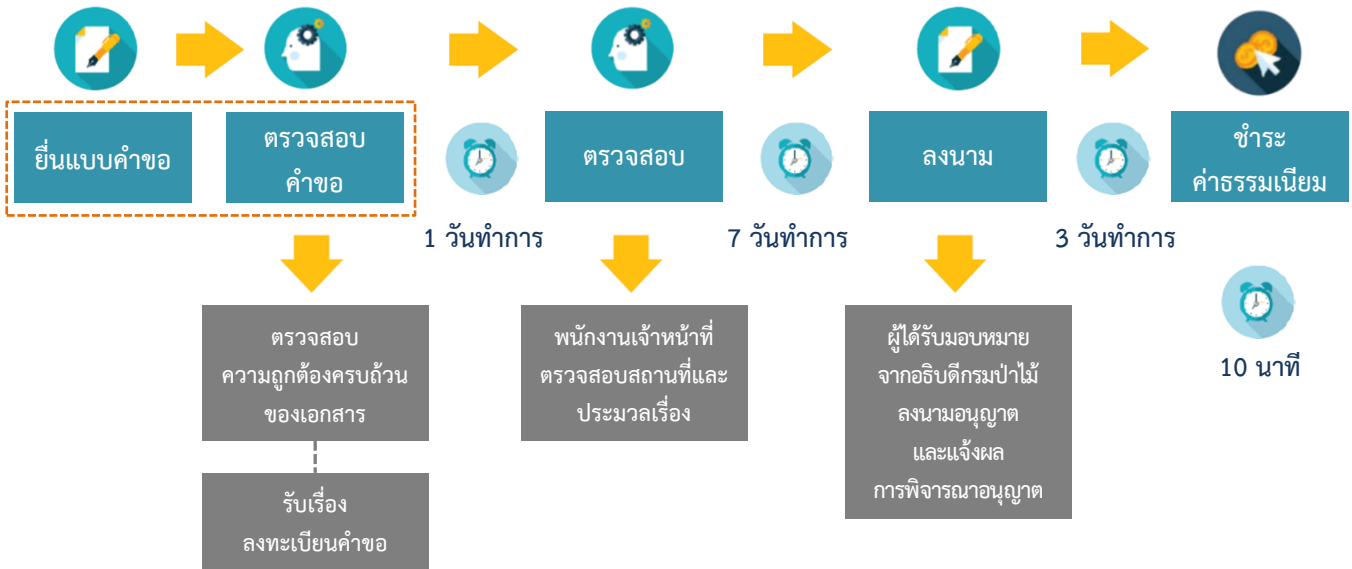 ยื่นแบบคำขอ
ตรวจสอบ
คำขอ
ตรวจสอบ
ลงนาม
ชำระ
ค่าธรรมเนียม
1 วันทำการ
7 วันทำการ
3 วันทำการ
10 นาที
ตรวจสอบ
ความถูกต้องครบถ้วน
ของเอกสาร
รับเรื่อง
ลงทะเบียนคำขอ
พนักงานเจ้าหน้าที่
ตรวจสอบสถานที่และ
ประมวลเรื่อง
ผู้ได้รับมอบหมาย
จากอธิบดีกรมป่าไม้
ลงนามอนุญาต
และแจ้งผล
การพิจารณาอนุญาต